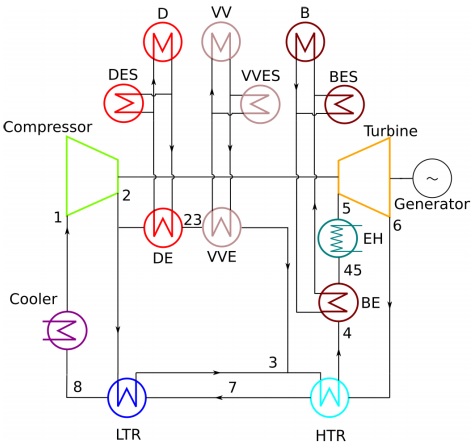 D VV B
DES VVES BES
Compressor Turbine
1 2 5 6
Generator
~
23
DE VVE EH
45
Cooler BE
4
3
8 7
LTR HTR